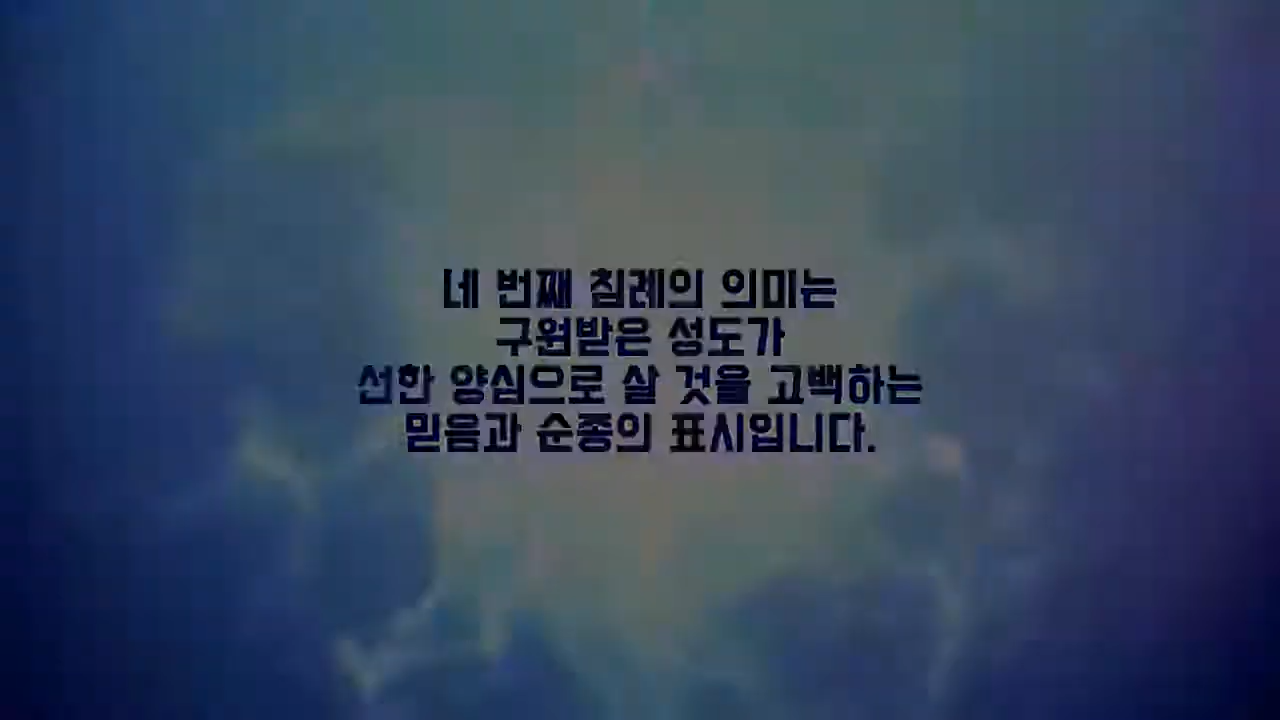 네 번째 침례의 의미는
구원받은 성도가
선한 양심으로 살 것을 고백하는
믿음과 순종의 표시입니다.